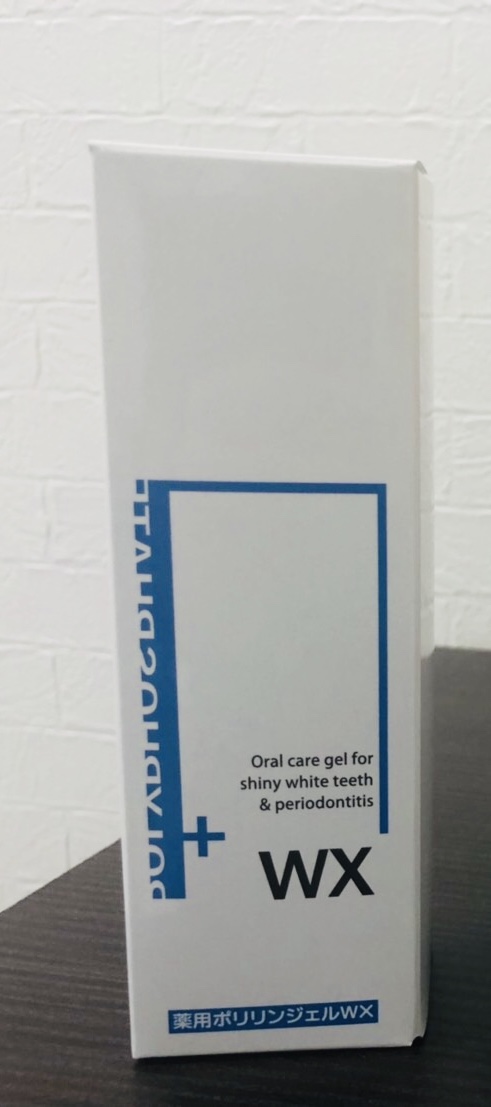 POLYPHOSPHATE
+
Oral care gel for
shiny white teeth
& periodontitis
WX
薬用ポリリンジェルWX